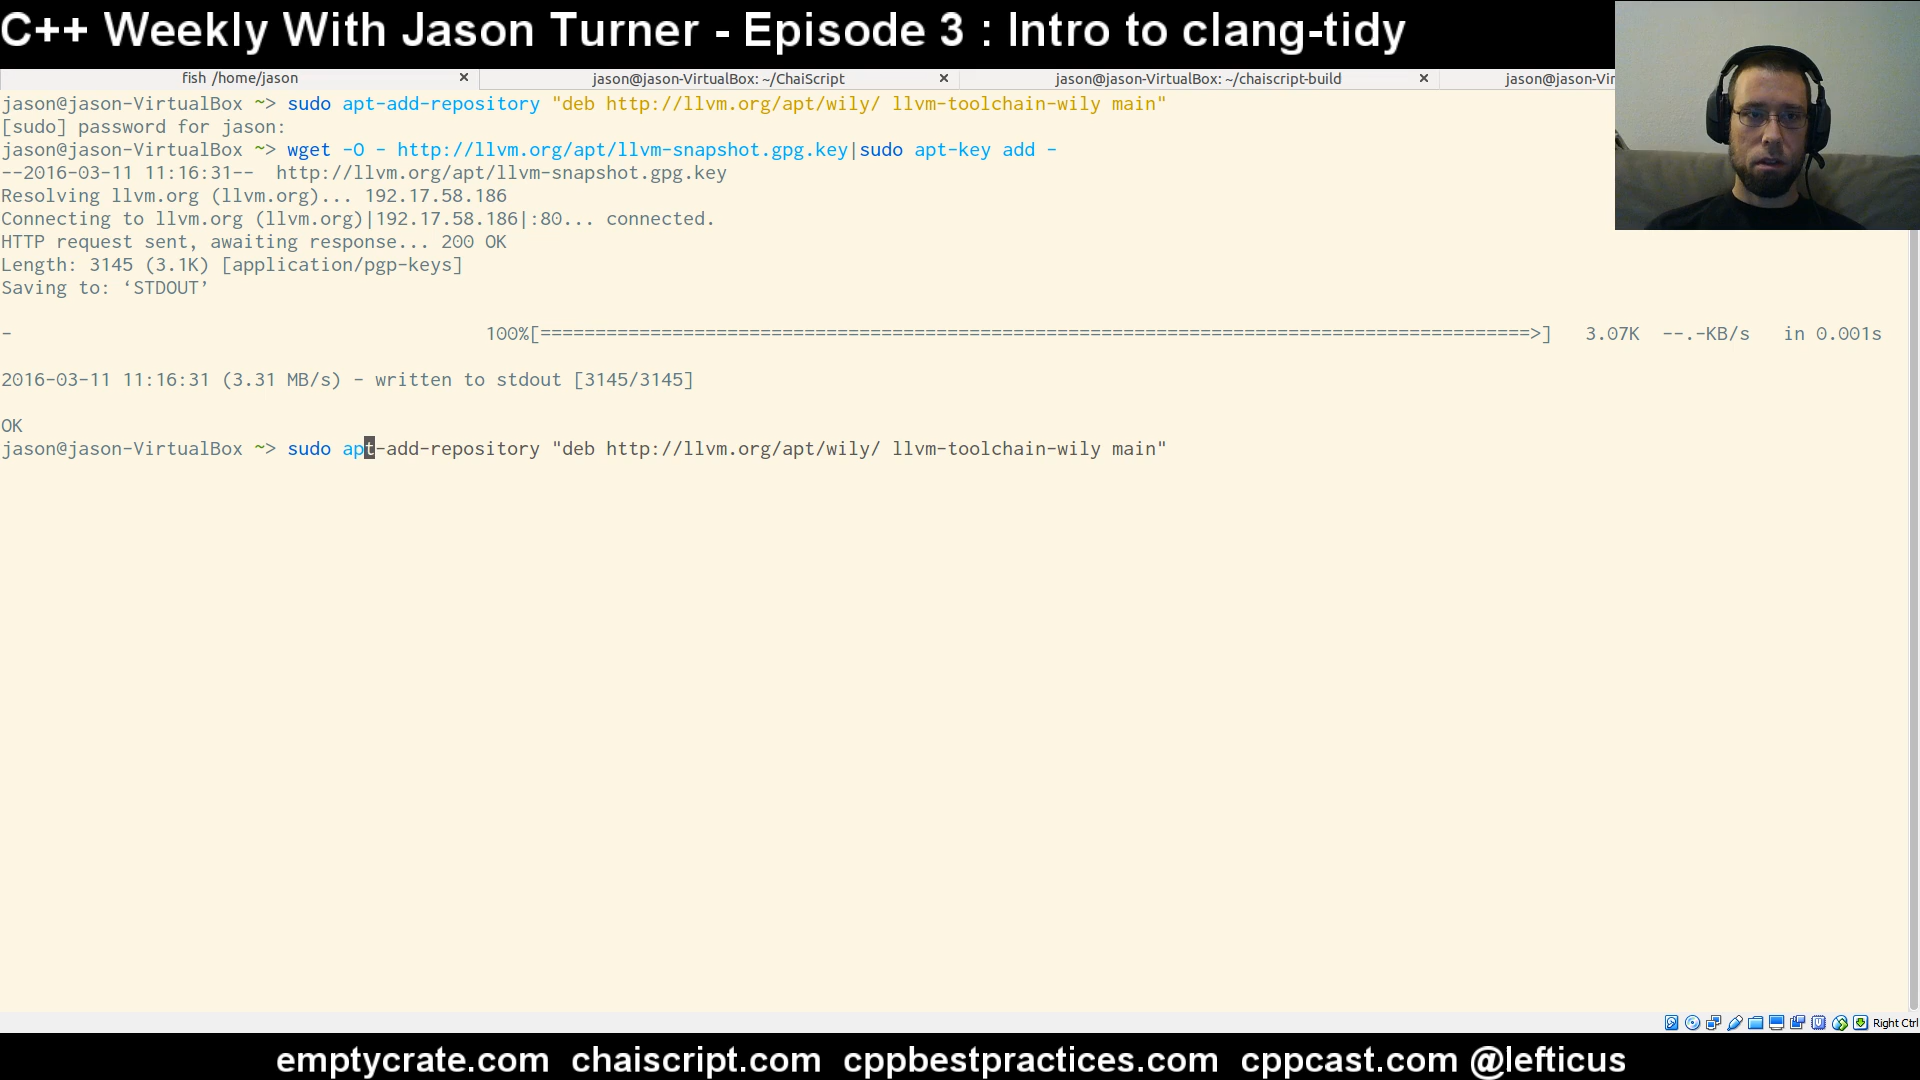 C++ Weekly With Jason Turner - Episode 3 : Intro to clang-tidy
fish /home/jason
jason@jason-VirtualBox: ~/ChaiScript
jason@jason-VirtualBox: ~/chaiscript-build
jason@jason-Vir
jason@jason-VirtualBox ~> sudo apt-add-repository "deb http://llvm.org/apt/wily/ llvm-toolchain-wily main"
[sudo] password for jason:
jason@jason-VirtualBox ~> wget -O - http://llvm.org/apt/llvm-snapshot.gpg.key|sudo apt-key add -
--2016-03-11 11:16:31--  http://llvm.org/apt/llvm-snapshot.gpg.key
Resolving llvm.org (llvm.org)... 192.17.58.186
Connecting to llvm.org (llvm.org)|192.17.58.186|:80... connected.
HTTP request sent, awaiting response... 200 OK
Length: 3145 (3.1K) [application/pgp-keys]
Saving to: ‘STDOUT’
- 100%[==========================================================================================>] 3.07K --.-KB/s in 0.001s
2016-03-11 11:16:31 (3.31 MB/s) - written to stdout [3145/3145]
OK
jason@jason-VirtualBox ~> sudo apt-add-repository "deb http://llvm.org/apt/wily/ llvm-toolchain-wily main"
Right Ctrl
emptycrate.com chaiscript.com cppbestpractices.com cppcast.com @lefticus